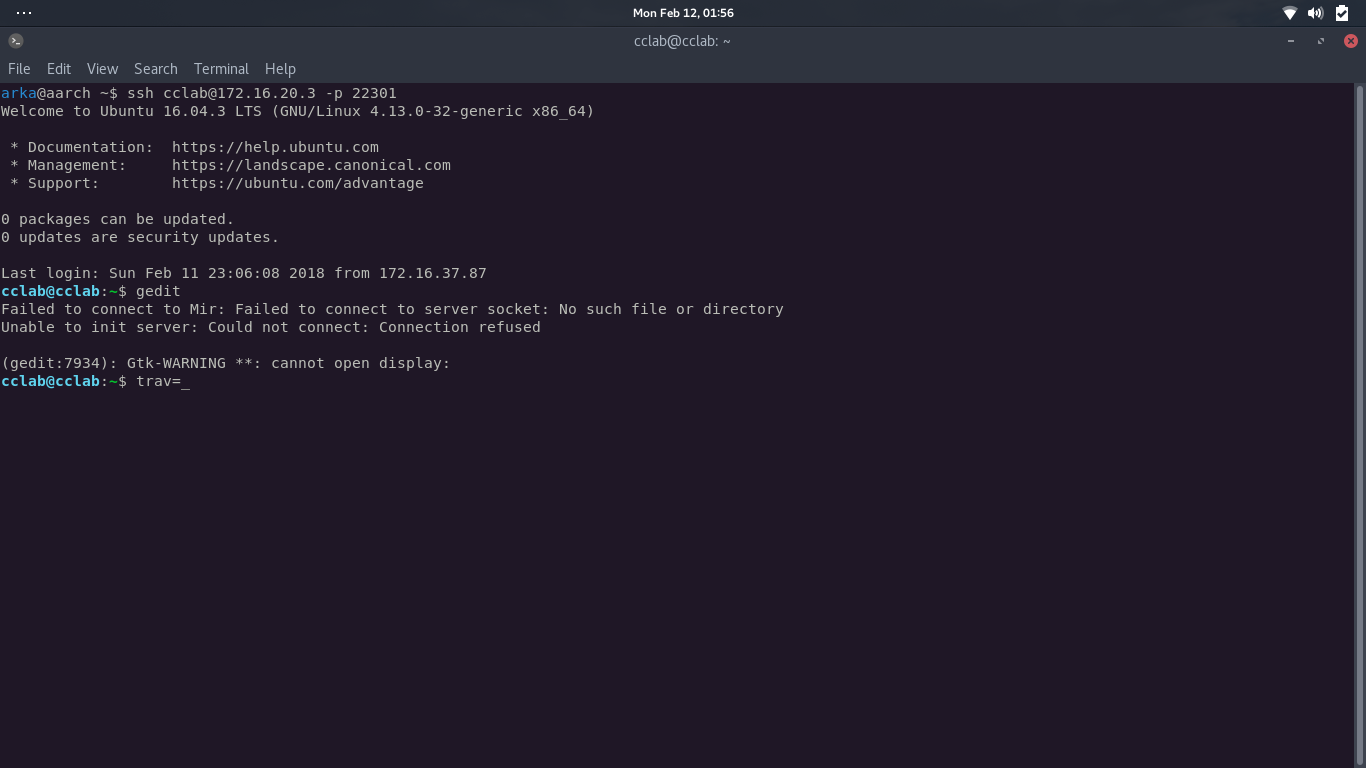 Mon Feb 12, 01:56
cclab@cclab: ~
File Edit View Search Terminal Help
arka@aarch ~$ ssh cclab@172.16.20.3 -p 22301
Welcome to Ubuntu 16.04.3 LTS (GNU/Linux 4.13.0-32-generic x86_64)
 * Documentation:  https://help.ubuntu.com
 * Management:     https://landscape.canonical.com
 * Support:        https://ubuntu.com/advantage
0 packages can be updated.
0 updates are security updates.
Last login: Sun Feb 11 23:06:08 2018 from 172.16.37.87
cclab@cclab:~$ gedit
Failed to connect to Mir: Failed to connect to server socket: No such file or directory
Unable to init server: Could not connect: Connection refused
(gedit:7934): Gtk-WARNING **: cannot open display:
cclab@cclab:~$ trav=_